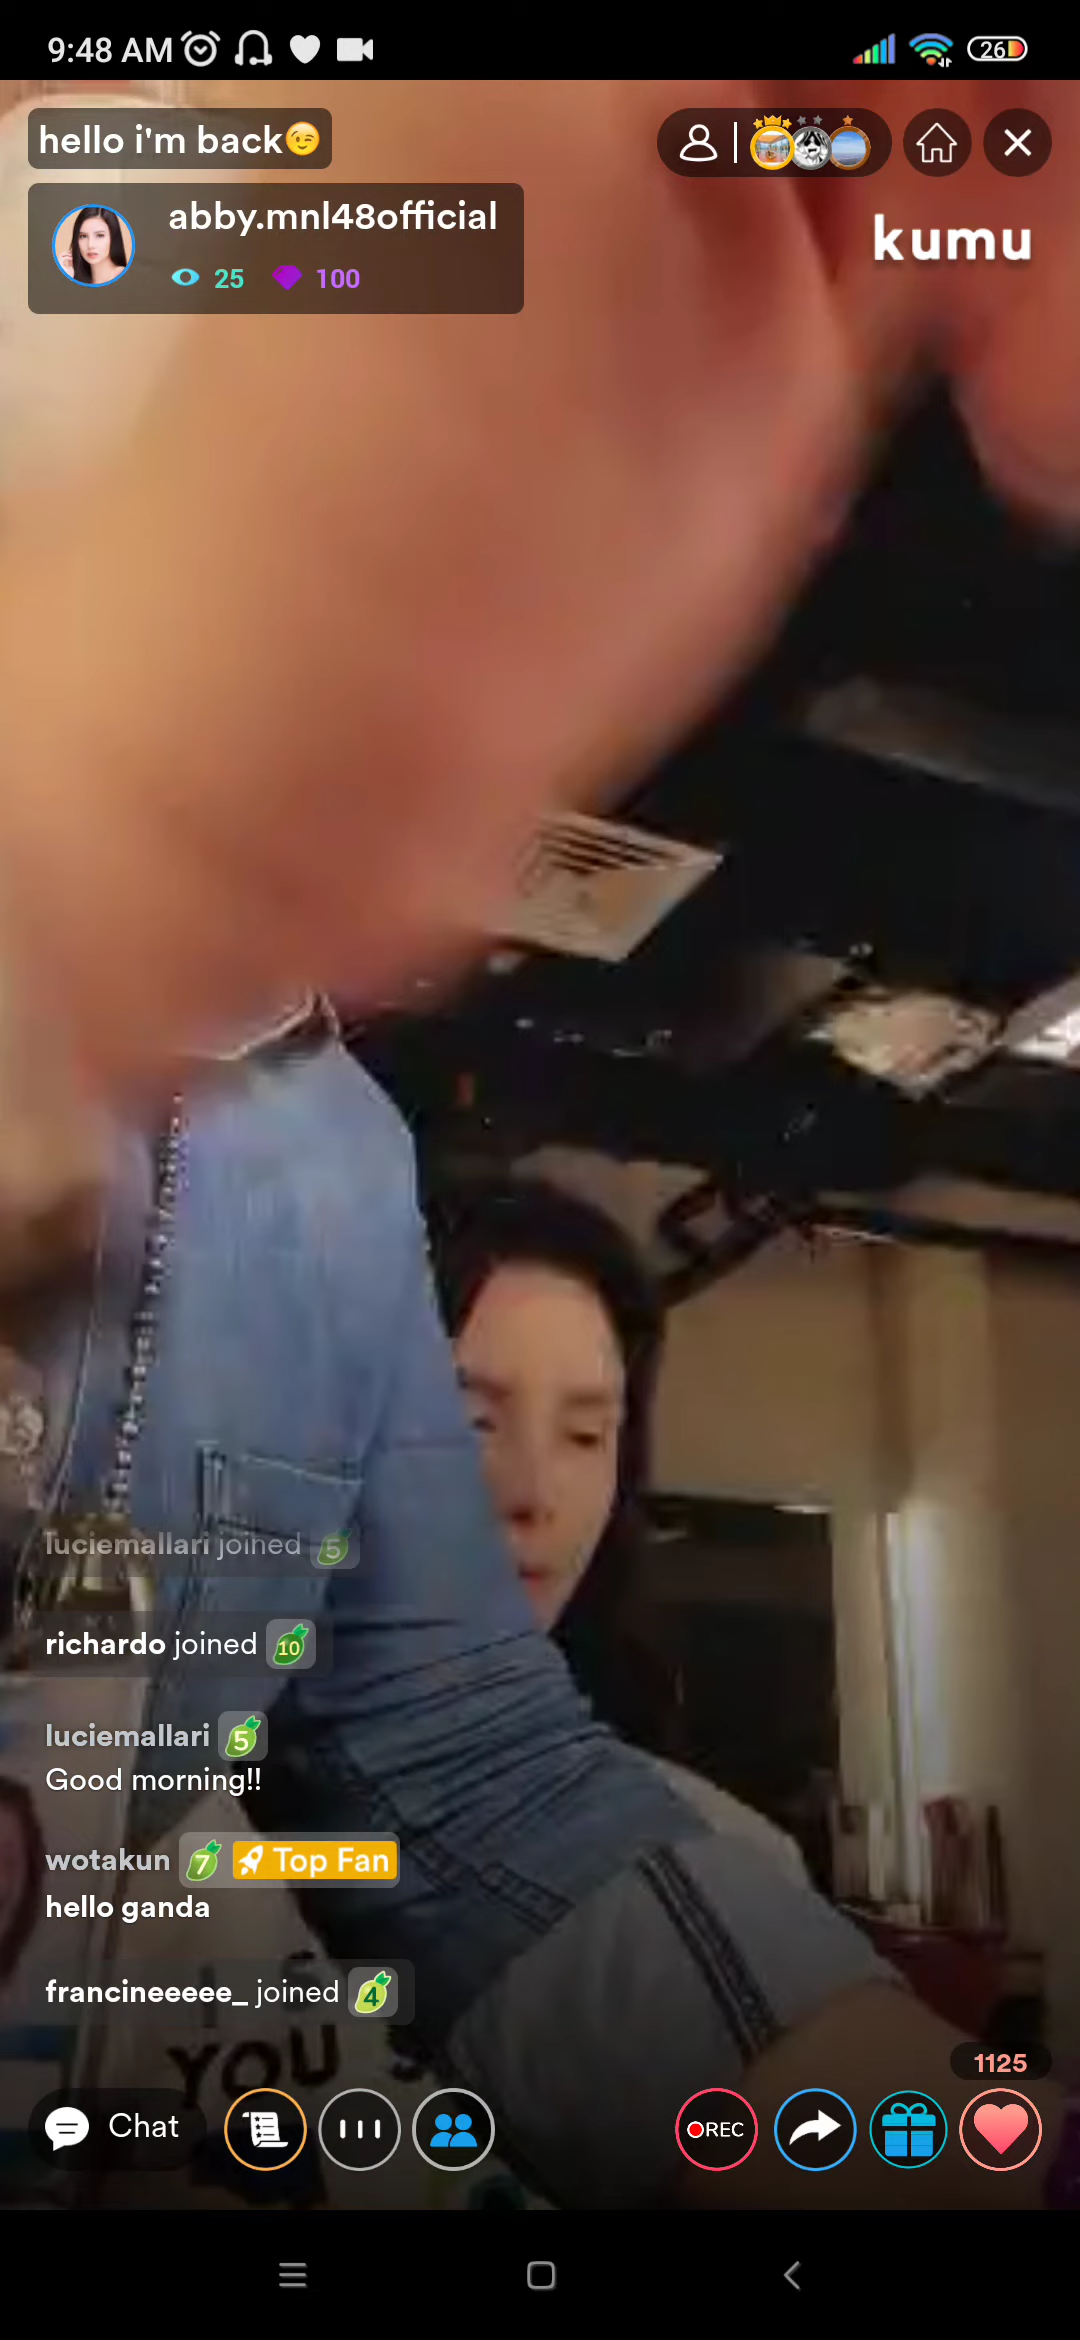 9:48 AM
26
hello i'm back😉
abby.mnl48official
25 100
kumu
luciemallari joined 5
richardo joined 10
luciemallari 5
Good morning!!
wotakun 7 Top Fan
hello ganda
francineeeee_ joined 4
YOU
1125
Chat
REC